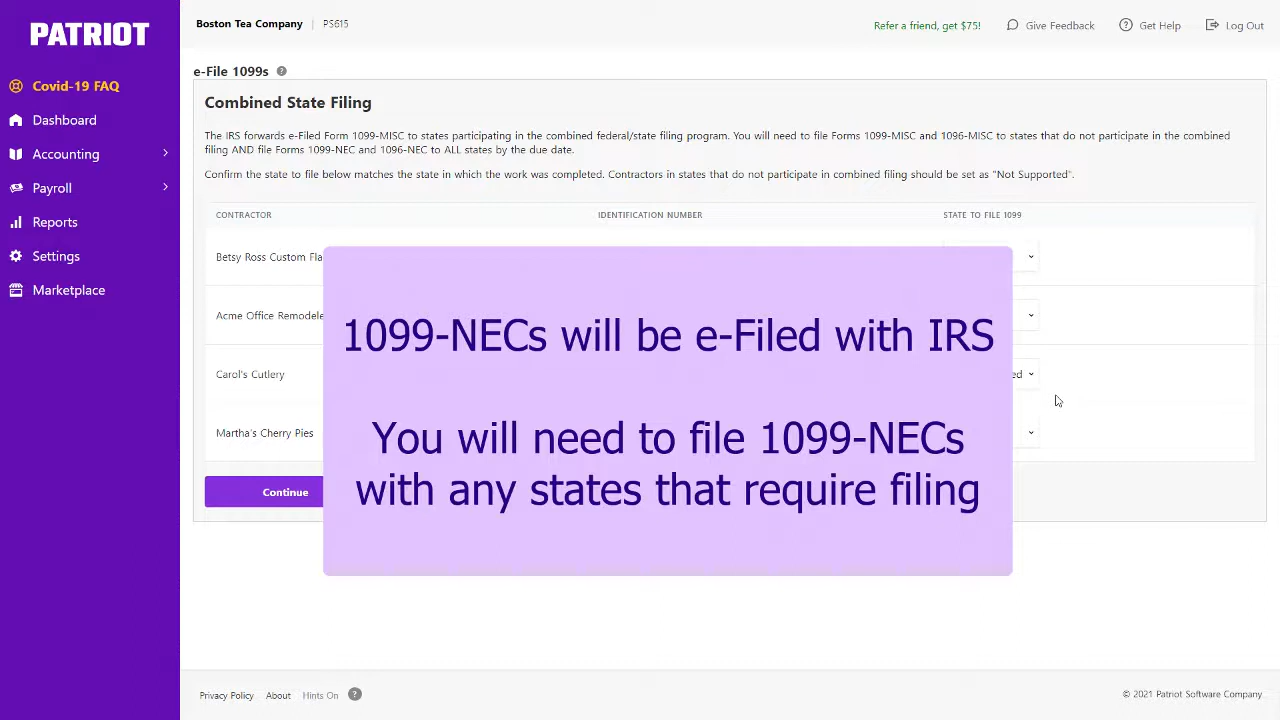 PATRIOT
Boston Tea Company | PS615
Refer a friend, get $75!
Give Feedback
Get Help
Log Out
Covid-19 FAQ
Dashboard
Accounting
Payroll
Reports
Settings
Marketplace
e-File 1099s
Combined State Filing
The IRS forwards e-Filed Form 1099-MISC to states participating in the combined federal/state filing program. You will need to file Forms 1099-MISC and 1096-MISC to states that do not participate in the combined
filing AND file Forms 1099-NEC and 1096-NEC to ALL states by the due date.
Confirm the state to file below matches the state in which the work was completed. Contractors in states that do not participate in combined filing should be set as "Not Supported".
CONTRACTOR
IDENTIFICATION NUMBER
STATE TO FILE 1099
Betsy Ross Custom
Acme Office
Carol's Cutlery
Martha's Cherry Pies
Continue
1099-NECs will be e-Filed with IRS
You will need to file 1099-NECs
with any states that require filing
Privacy Policy
About
Hints On
© 2021 Patriot Software Company